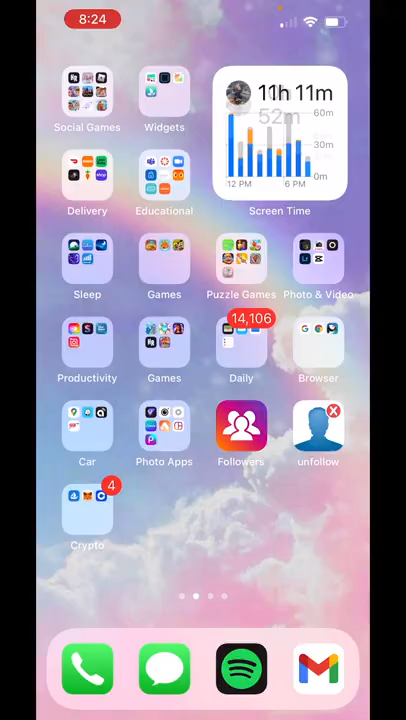 8:24
11h 11m
52m
60m
30m
0m
12 PM
6 PM
Social Games
Widgets
Delivery
Educational
Screen Time
Sleep
Games
Puzzle Games
Photo & Video
14,106
Productivity
Games
Daily
Browser
Car
Photo Apps
Followers
unfollow
4
Crypto